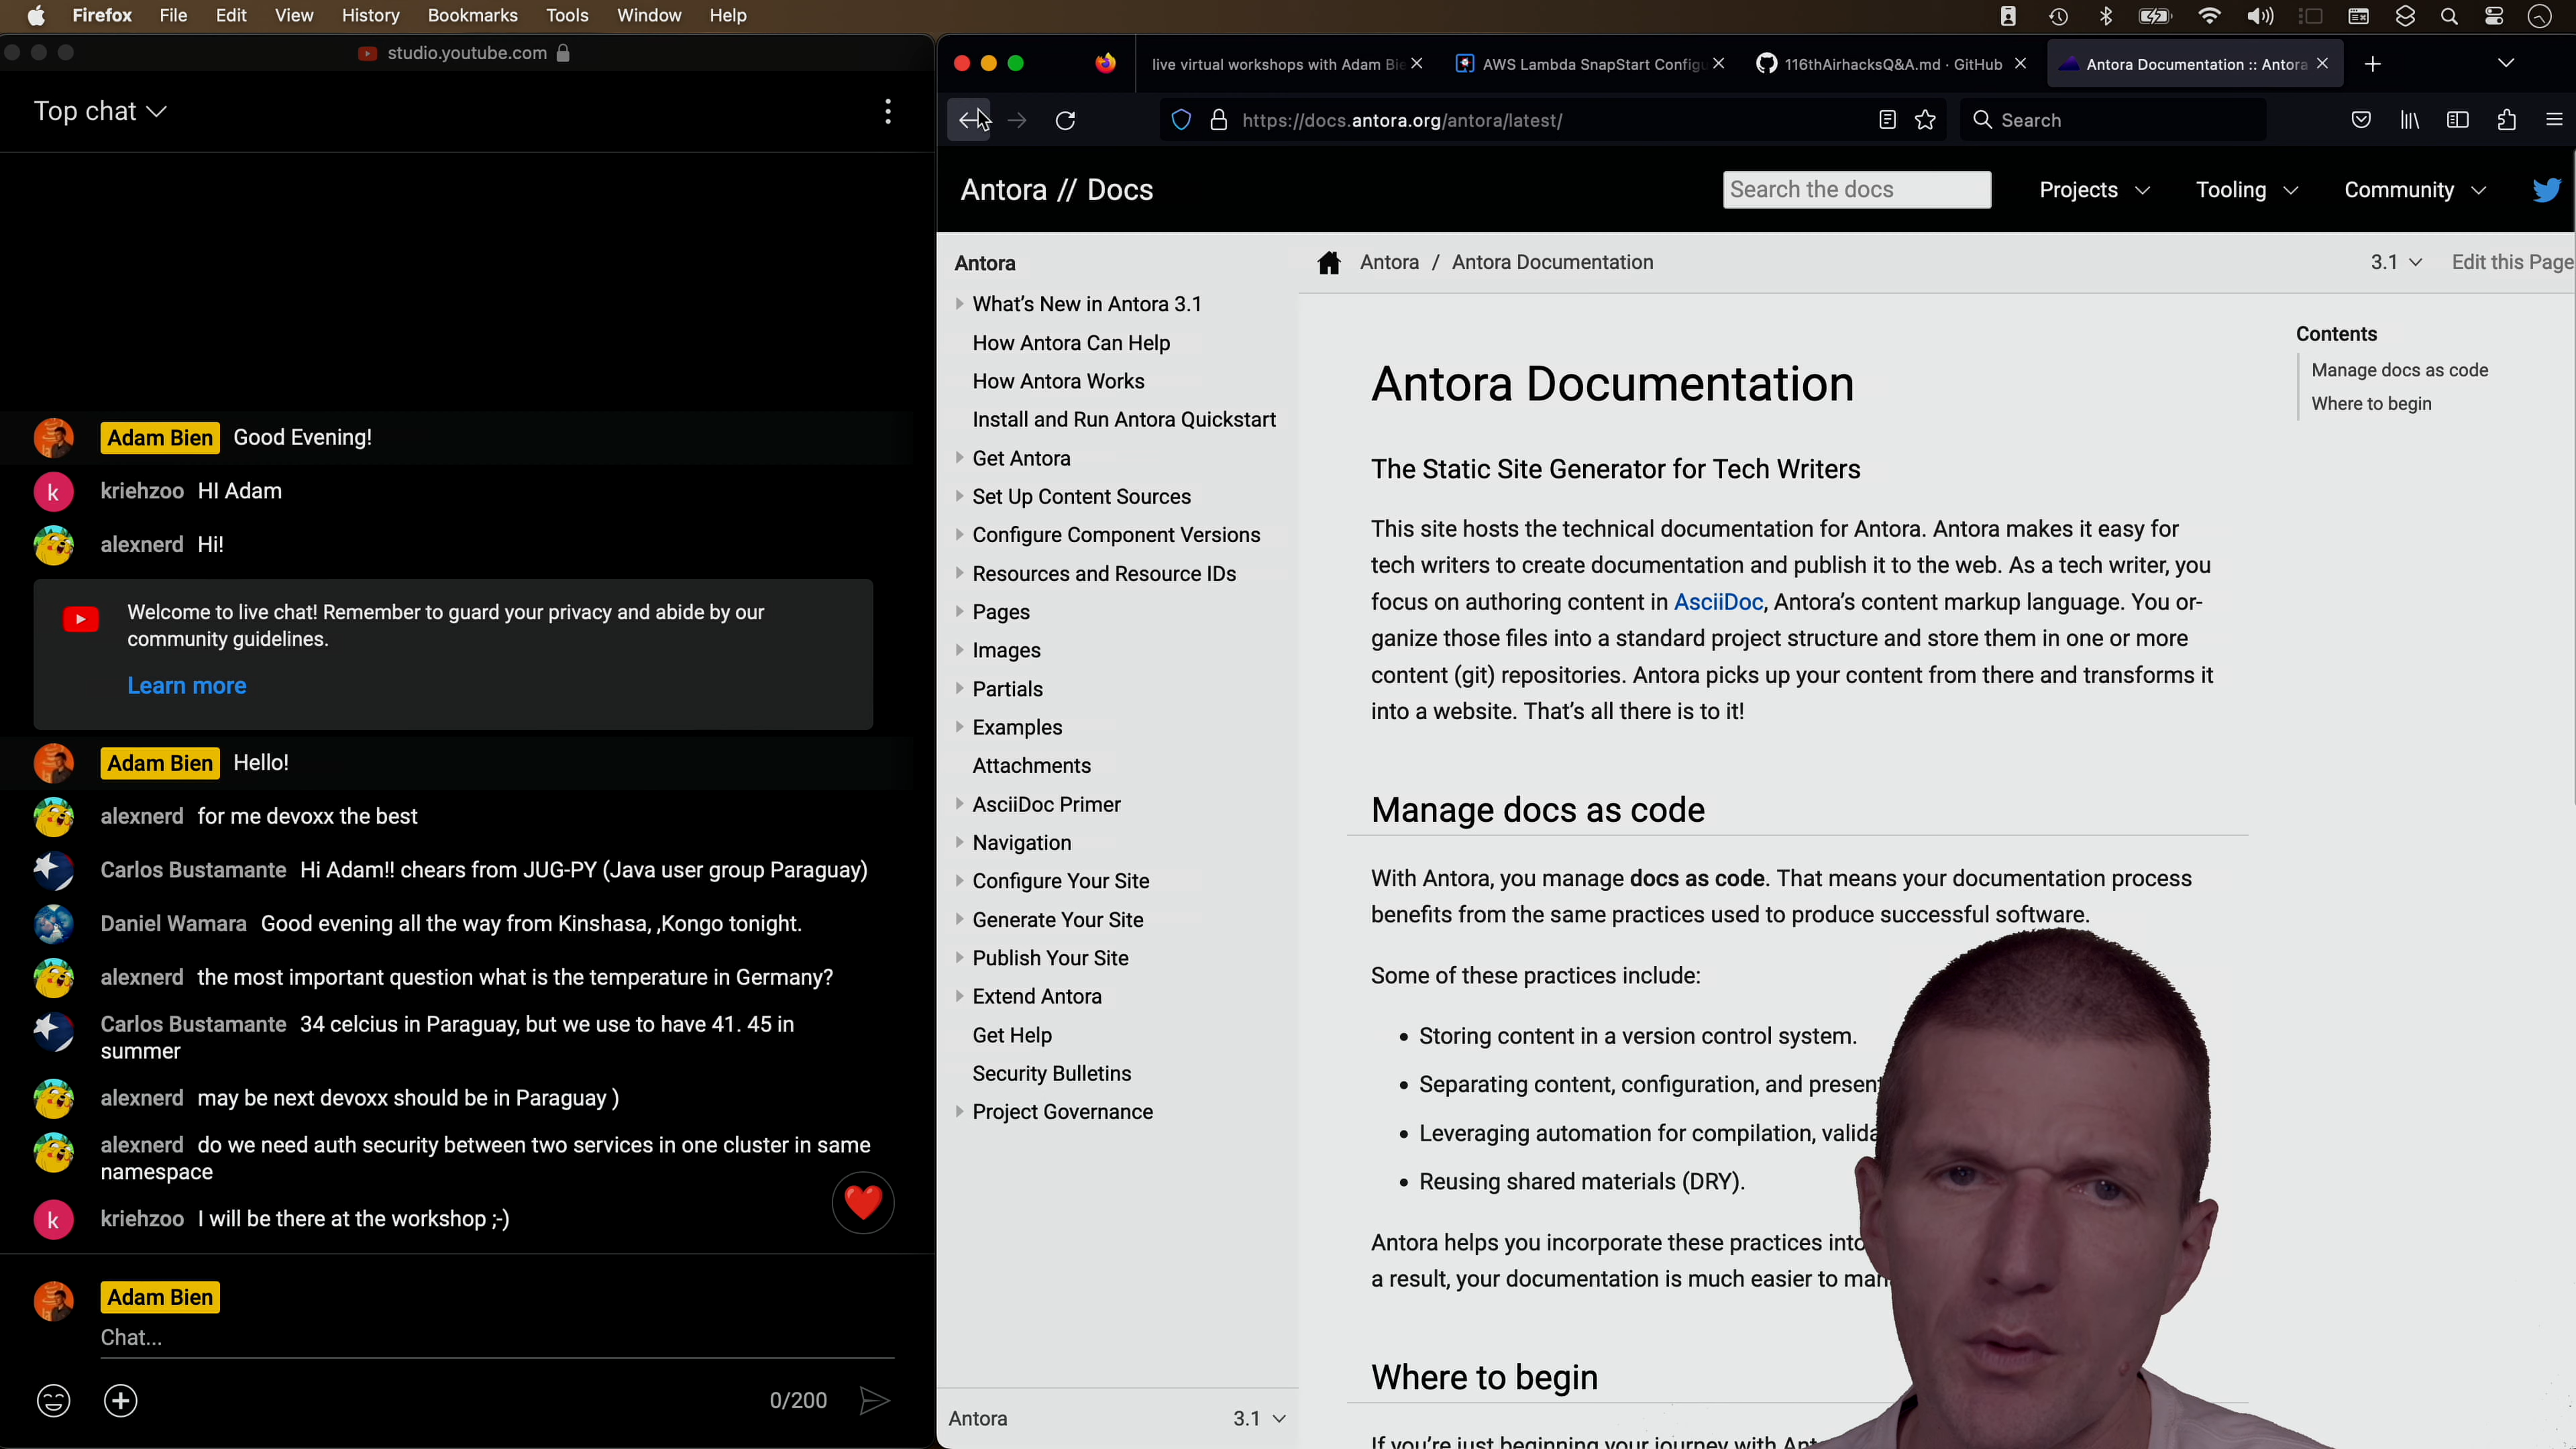 Firefox File Edit View History Bookmarks Tools Window Help
studio.youtube.com
Top chat
Adam Bien Good Evening!
kriehzoo HI Adam
alexnerd Hi!
Welcome to live chat! Remember to guard your privacy and abide by our
community guidelines.
Learn more
Adam Bien Hello!
alexnerd for me devoxx the best
Carlos Bustamante Hi Adam!! chears from JUG-PY (Java user group Paraguay)
Daniel Wamara Good evening all the way from Kinshasa, ,Kongo tonight.
alexnerd the most important question what is the temperature in Germany?
Carlos Bustamante 34 celcius in Paraguay, but we use to have 41. 45 in
summer
alexnerd may be next devoxx should be in Paraguay )
alexnerd do we need auth security between two services in one cluster in same
namespace
k kriehzoo I will be there at the workshop ;-)
Adam Bien
Chat...
0/200
live virtual workshops with Adam Bie
AWS Lambda SnapStart Configu
116thAirhacksQ&A.md · GitHub
Antora Documentation :: Antora
https://docs.antora.org/antora/latest/
Search
Antora // Docs
Search the docs
Projects
Tooling
Community
Antora
What's New in Antora 3.1
How Antora Can Help
How Antora Works
Install and Run Antora Quickstart
Get Antora
Set Up Content Sources
Configure Component Versions
Resources and Resource IDs
Pages
Images
Partials
Examples
Attachments
AsciiDoc Primer
Navigation
Configure Your Site
Generate Your Site
Publish Your Site
Extend Antora
Get Help
Security Bulletins
Project Governance
Antora 3.1
Antora / Antora Documentation
3.1
Edit this Page
Contents
Manage docs as code
Where to begin
Antora Documentation
The Static Site Generator for Tech Writers
This site hosts the technical documentation for Antora. Antora makes it easy for
tech writers to create documentation and publish it to the web. As a tech writer, you
focus on authoring content in AsciiDoc, Antora's content markup language. You or-
ganize those files into a standard project structure and store them in one or more
content (git) repositories. Antora picks up your content from there and transforms it
into a website. That's all there is to it!
Manage docs as code
With Antora, you manage docs as code. That means your documentation process
benefits from the same practices used to produce successful software.
Some of these practices include:
• Storing content in a version control system.
• Separating content, configuration, and present
• Leveraging automation for compilation, valida
• Reusing shared materials (DRY).
Antora helps you incorporate these practices into
a result, your documentation is much easier to man
Where to begin
If you're just beginning your journey with Ant